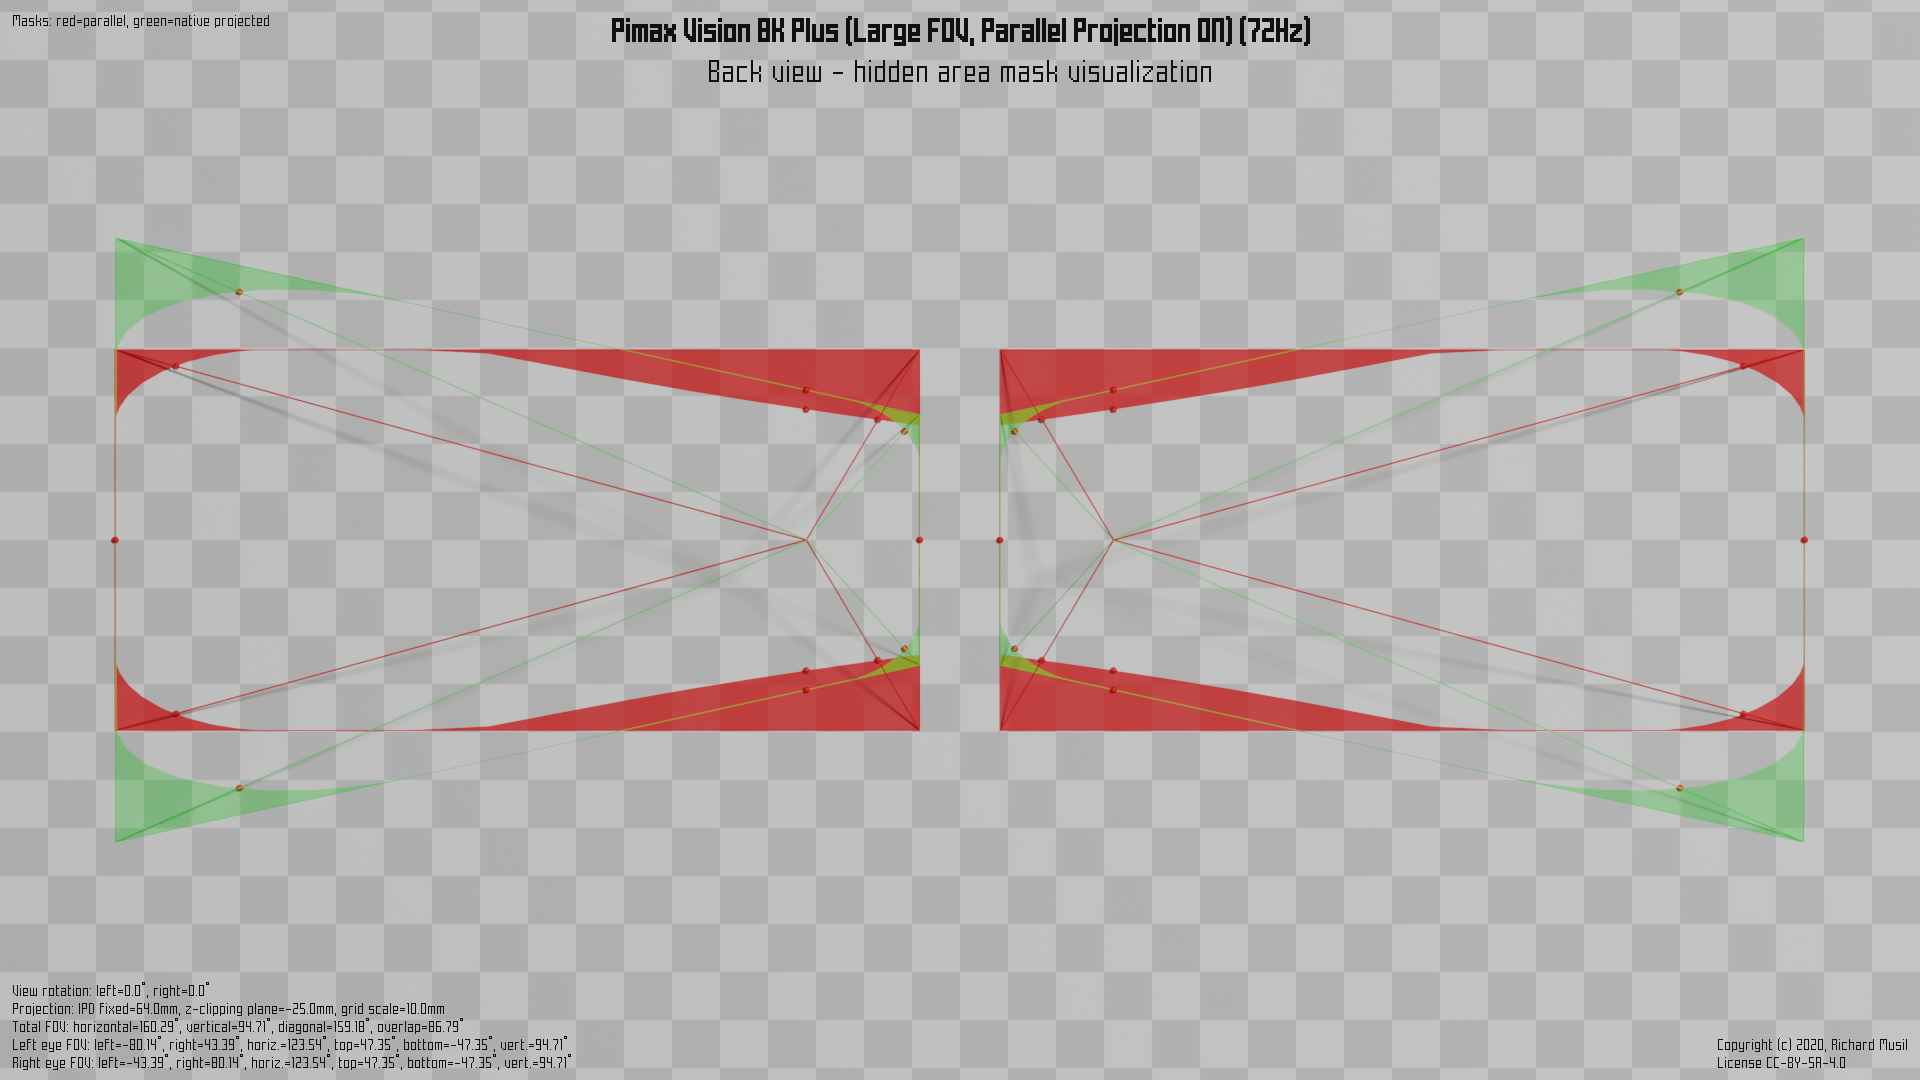 Masks: red=parallel, green=native projected
Pimax Vision 8K Plus (Large FOV, Parallel Projection ON) (72Hz)
Back view - hidden area mask visualization
View rotation: left=0.0°, right=0.0°
Projection: IPD fixed=64.0mm, z-clipping plane=-25.0mm, grid scale=10.0mm
Total FOV: horizontal=160.29°, vertical=94.71°, diagonal=159.18°, overlap=86.79°
Left eye FOV: left=-80.14°, right=43.39°, horiz.=123.54°, top=47.35°, bottom=-47.35°, vert.=94.71°
Right eye FOV: left=-43.39°, right=80.14°, horiz.=123.54°, top=47.35°, bottom=-47.35°, vert.=94.71°
Copyright (c) 2020, Richard Musil
License CC-BY-SA-4.0